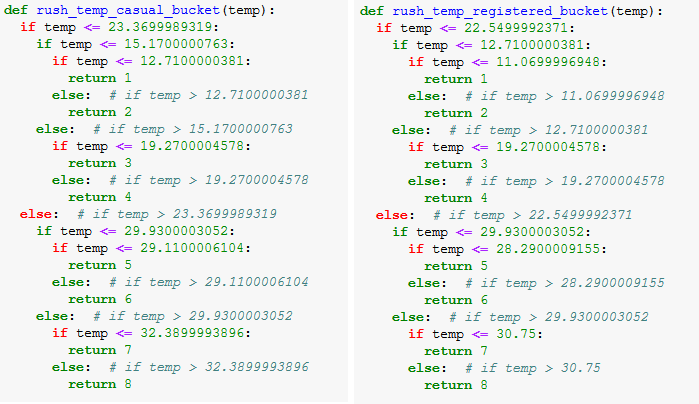 def rush_temp_casual_bucket(temp):
  if temp <= 23.3699989319:
    if temp <= 15.1700000763:
      if temp <= 12.7100000381:
        return 1
      else:  # if temp > 12.7100000381
        return 2
    else:  # if temp > 15.1700000763
      if temp <= 19.2700004578:
        return 3
      else:  # if temp > 19.2700004578
        return 4
  else:  # if temp > 23.3699989319
    if temp <= 29.9300003052:
      if temp <= 29.1100006104:
        return 5
      else:  # if temp > 29.1100006104
        return 6
    else:  # if temp > 29.9300003052
      if temp <= 32.3899993896:
        return 7
      else:  # if temp > 32.3899993896
        return 8
def rush_temp_registered_bucket(temp):
  if temp <= 22.5499992371:
    if temp <= 12.7100000381:
      if temp <= 11.0699996948:
        return 1
      else:  # if temp > 11.0699996948
        return 2
    else:  # if temp > 12.7100000381
      if temp <= 19.2700004578:
        return 3
      else:  # if temp > 19.2700004578
        return 4
  else:  # if temp > 22.5499992371
    if temp <= 29.9300003052:
      if temp <= 28.2900009155:
        return 5
      else:  # if temp > 28.2900009155
        return 6
    else:  # if temp > 29.9300003052
      if temp <= 30.75:
        return 7
      else:  # if temp > 30.75
        return 8